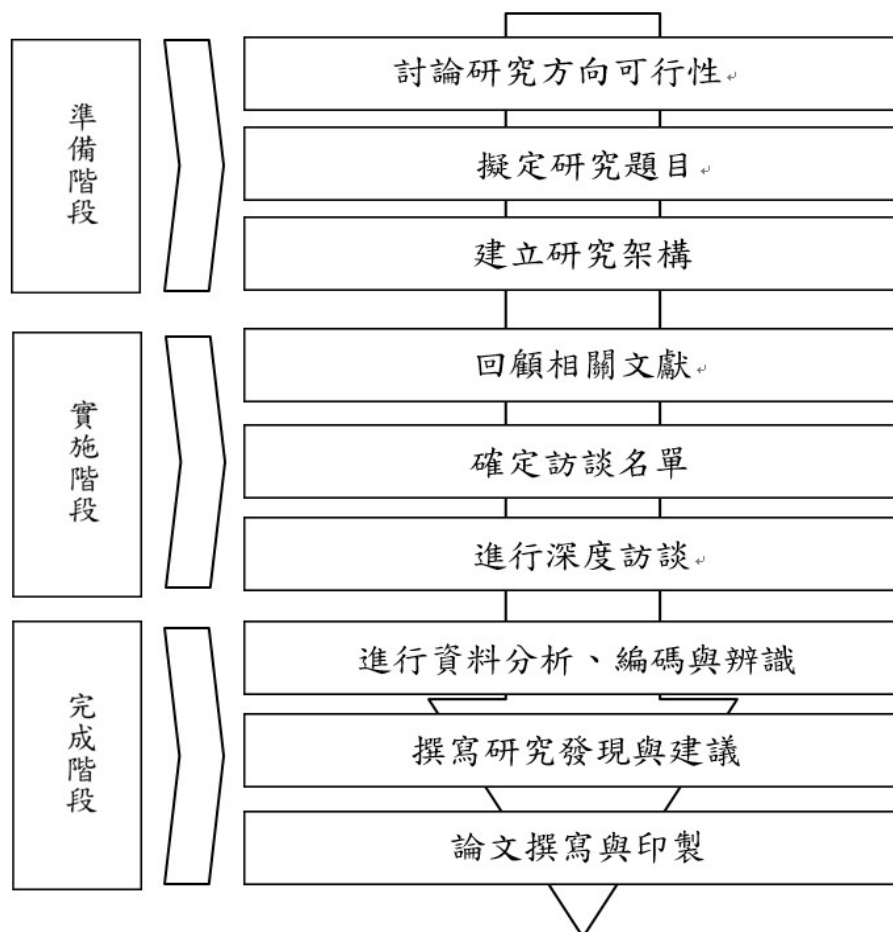 準備階段
討論研究方向可行性
擬定研究題目
建立研究架構
實施階段
回顧相關文獻
確定訪談名單
進行深度訪談
完成階段
進行資料分析、編碼與辨識
撰寫研究發現與建議
論文撰寫與印製